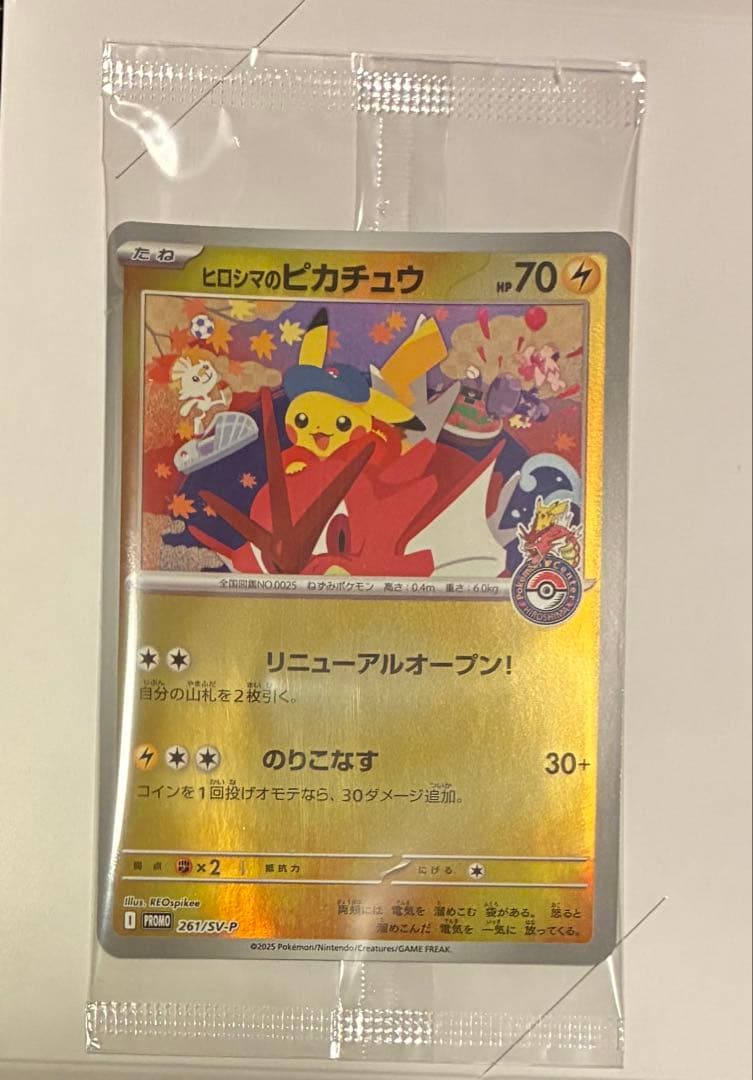 たね
ヒロシマのピカチュウ HP 70
Pokémon Center
HIROSHIMA
全国図鑑NO.0025 ねずみポケモン 高さ:0.4m 重さ:6.0kg
リニューアルオープン!
自分の山札を2枚引く。
のりこなす 30+
コインを1回投げオモテなら、30ダメージ追加。
弱点 ×2 抵抗力 にげる
Illus. REOspikee
I PROMO 261/SV-P
両頬には 電気を 溜めこむ 袋がある。 怒ると
溜めこんだ 電気を 一気に 放ってくる。
©2025 Pokémon/Nintendo/Creatures/GAME FREAK.